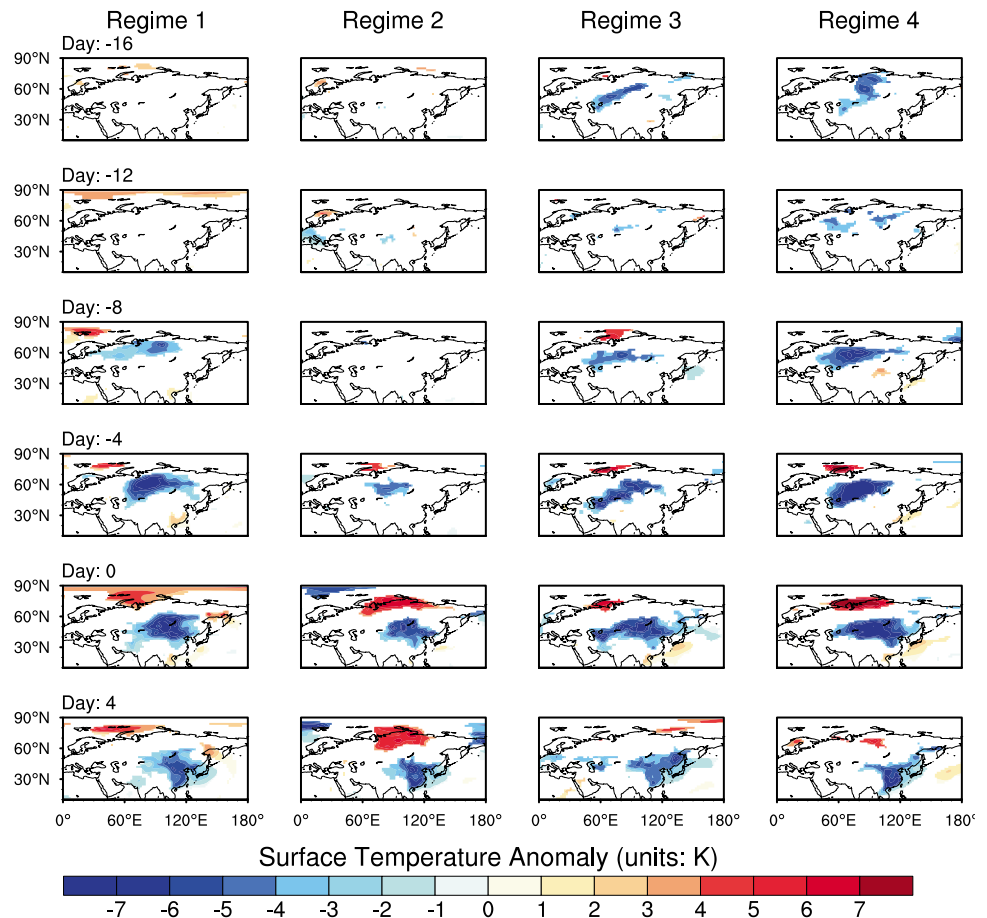 Regime 1 Regime 2 Regime 3 Regime 4
Day: -16
90°N
60°N
30°N
Day: -12
90°N
60°N
30°N
Day: -8
90°N
60°N
30°N
Day: -4
90°N
60°N
30°N
Day: 0
90°N
60°N
30°N
Day: 4
90°N
60°N
30°N
0° 60°E 120°E 180° 0° 60°E 120°E 180° 0° 60°E 120°E 180° 0° 60°E 120°E 180°
Surface Temperature Anomaly (units: K)
-7 -6 -5 -4 -3 -2 -1 0 1 2 3 4 5 6 7